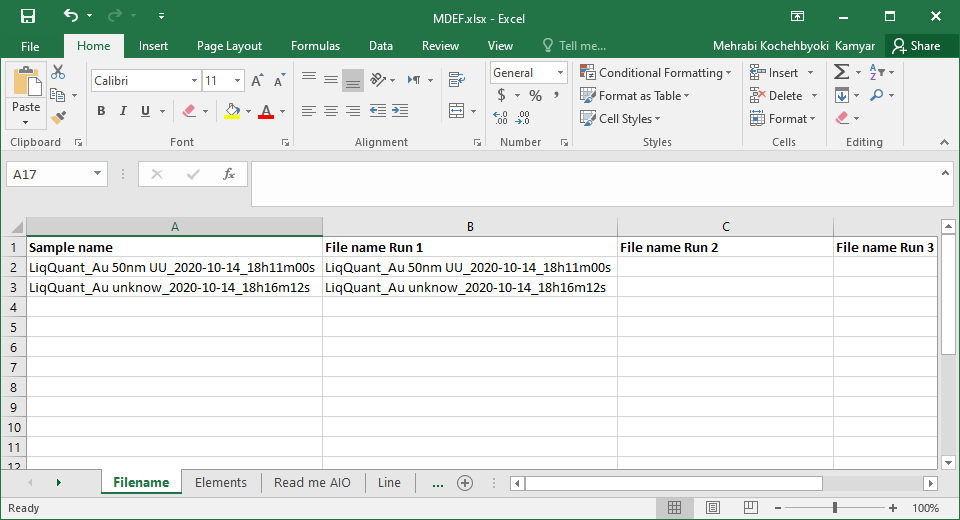 MDEF.xlsx - Excel
File Home Insert Page Layout Formulas Data Review View Tell me... Mehrabi Kochehbyoki Kamyar Share
Calibri 11 General Conditional Formatting Insert
Paste B I U $ % , Format as Table Delete
.00 .0 Cell Styles Format
Clipboard Font Alignment Number Styles Cells Editing
A17 fx
A B C
1 Sample name File name Run 1 File name Run 2 File name Run 3
2 LiqQuant_Au 50nm UU_2020-10-14_18h11m00s LiqQuant_Au 50nm UU_2020-10-14_18h11m00s
3 LiqQuant_Au unknow_2020-10-14_18h16m12s LiqQuant_Au unknow_2020-10-14_18h16m12s
4
5
6
7
8
9
10
11
12
Filename Elements Read me AIO Line ...
Ready 100%